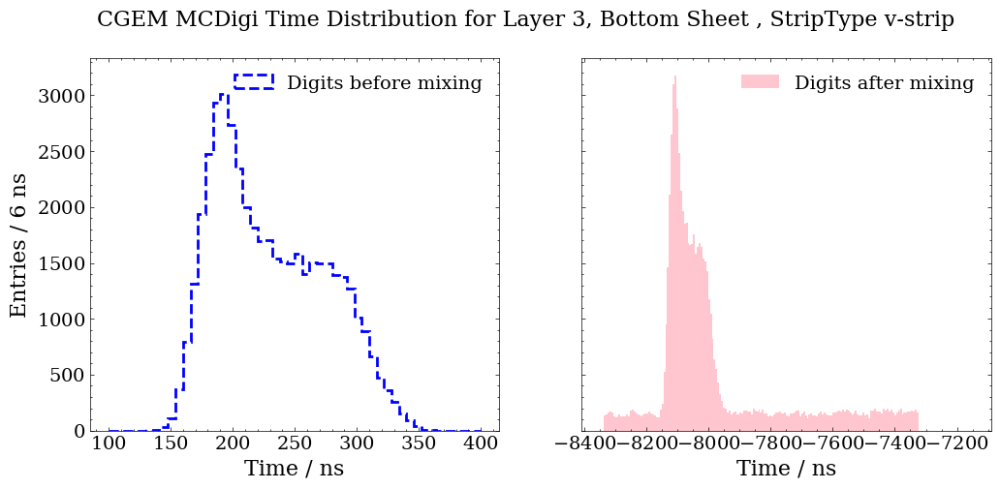 CGEM MCDigi Time Distribution for Layer 3, Bottom Sheet , StripType v-strip
Digits before mixing
Entries / 6 ns
3000
2500
2000
1500
1000
500
0
100 150 200 250 300 350 400
Time / ns
Digits after mixing
−8400 −8200 −8000 −7800 −7600 −7400 −7200
Time / ns